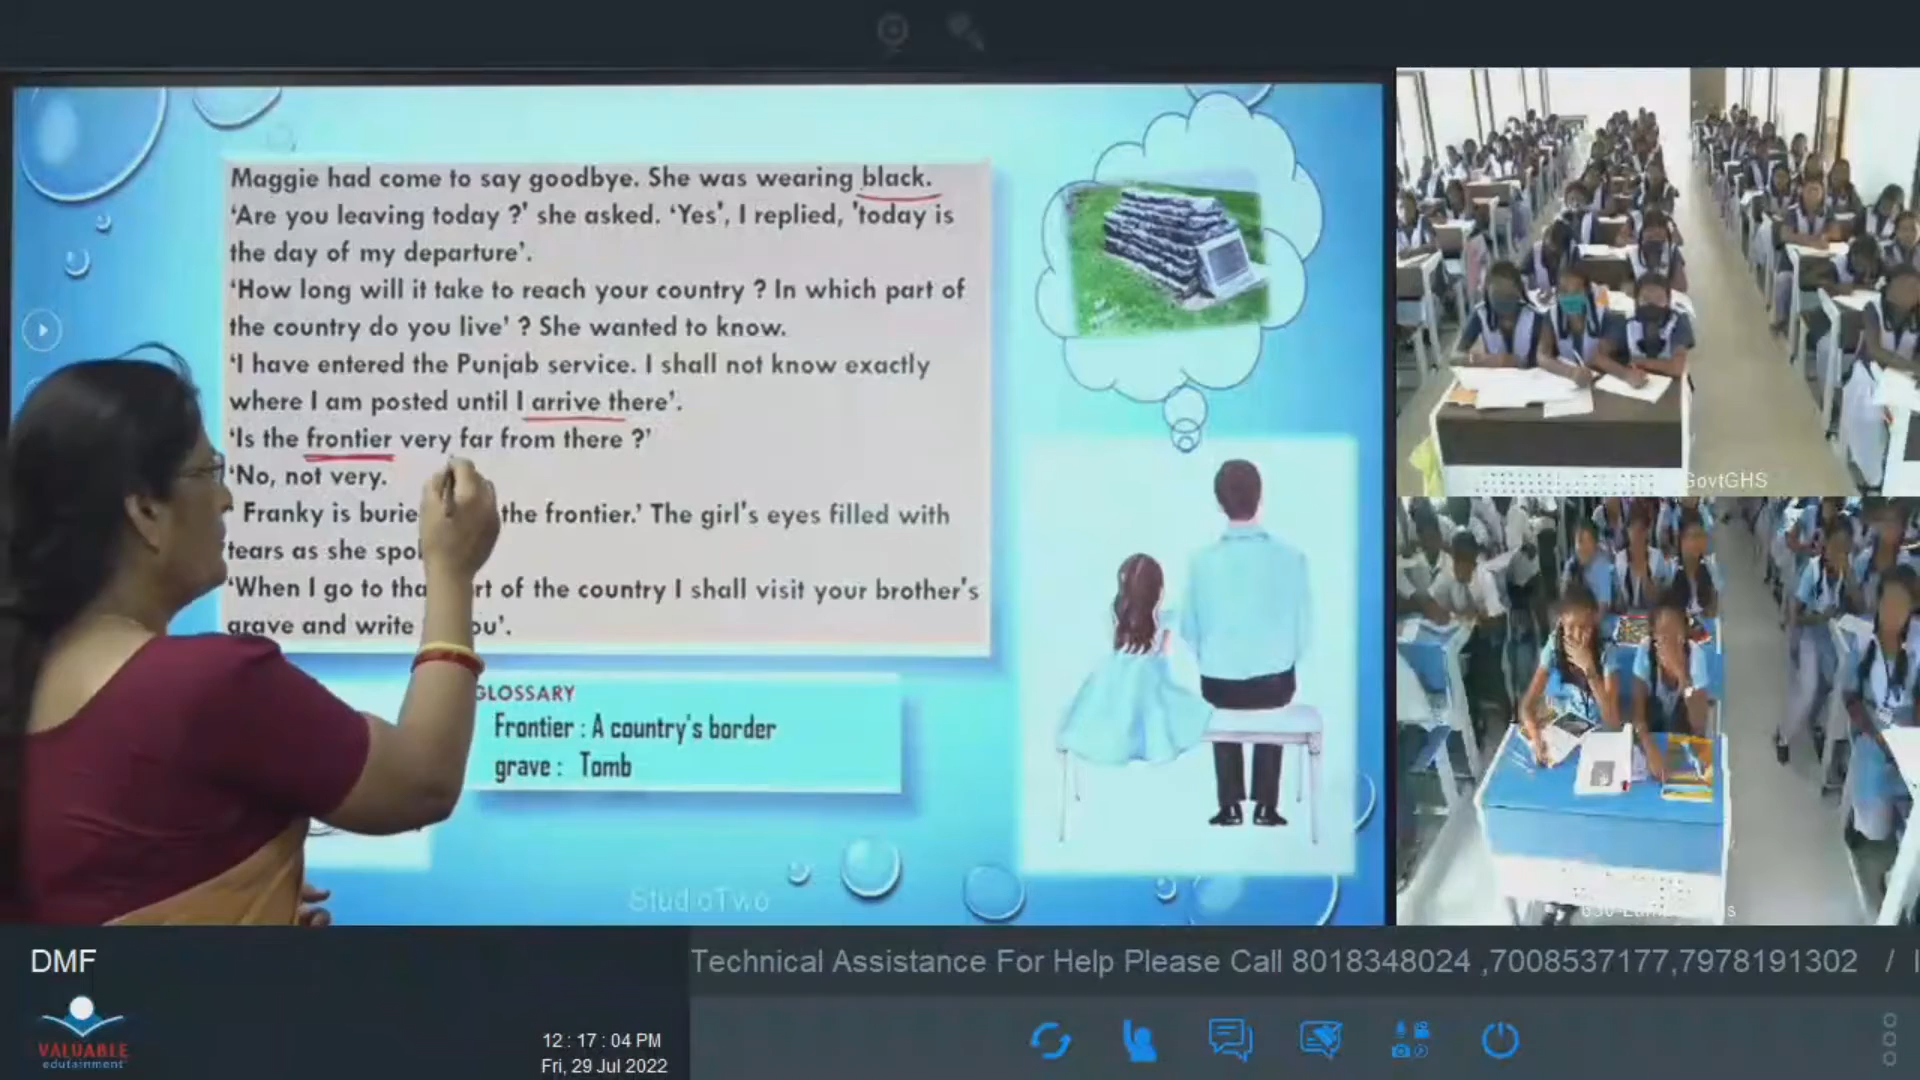 Maggie had come to say goodbye. She was wearing black.
'Are you leaving today ?' she asked. 'Yes', I replied, 'today is
the day of my departure'.
'How long will it take to reach your country ? In which part of
the country do you live' ? She wanted to know.
'I have entered the Punjab service. I shall not know exactly
where I am posted until I arrive there'.
'Is the frontier very far from there ?'
'No, not very.
' Franky is burie the frontier.' The girl's eyes filled with
tears as she spo
'When I go to tha rt of the country I shall visit your brother's
grave and write ou'.
GLOSSARY
Frontier : A country's border
grave : Tomb
StudioTwo
GovtGHS
DMF
VALUABLE
edutainment
12 : 17 : 04 PM
Fri, 29 Jul 2022
Technical Assistance For Help Please Call 8018348024 ,7008537177,7978191302 /